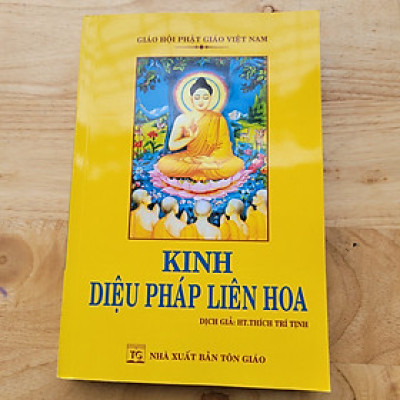 GIÁO HỘI PHẬT GIÁO VIỆT NAM
KINH
DIỆU PHÁP LIÊN HOA
DỊCH GIẢ: HT.THÍCH TRÍ TỊNH
TG
NHÀ XUẤT BẢN TÔN GIÁO